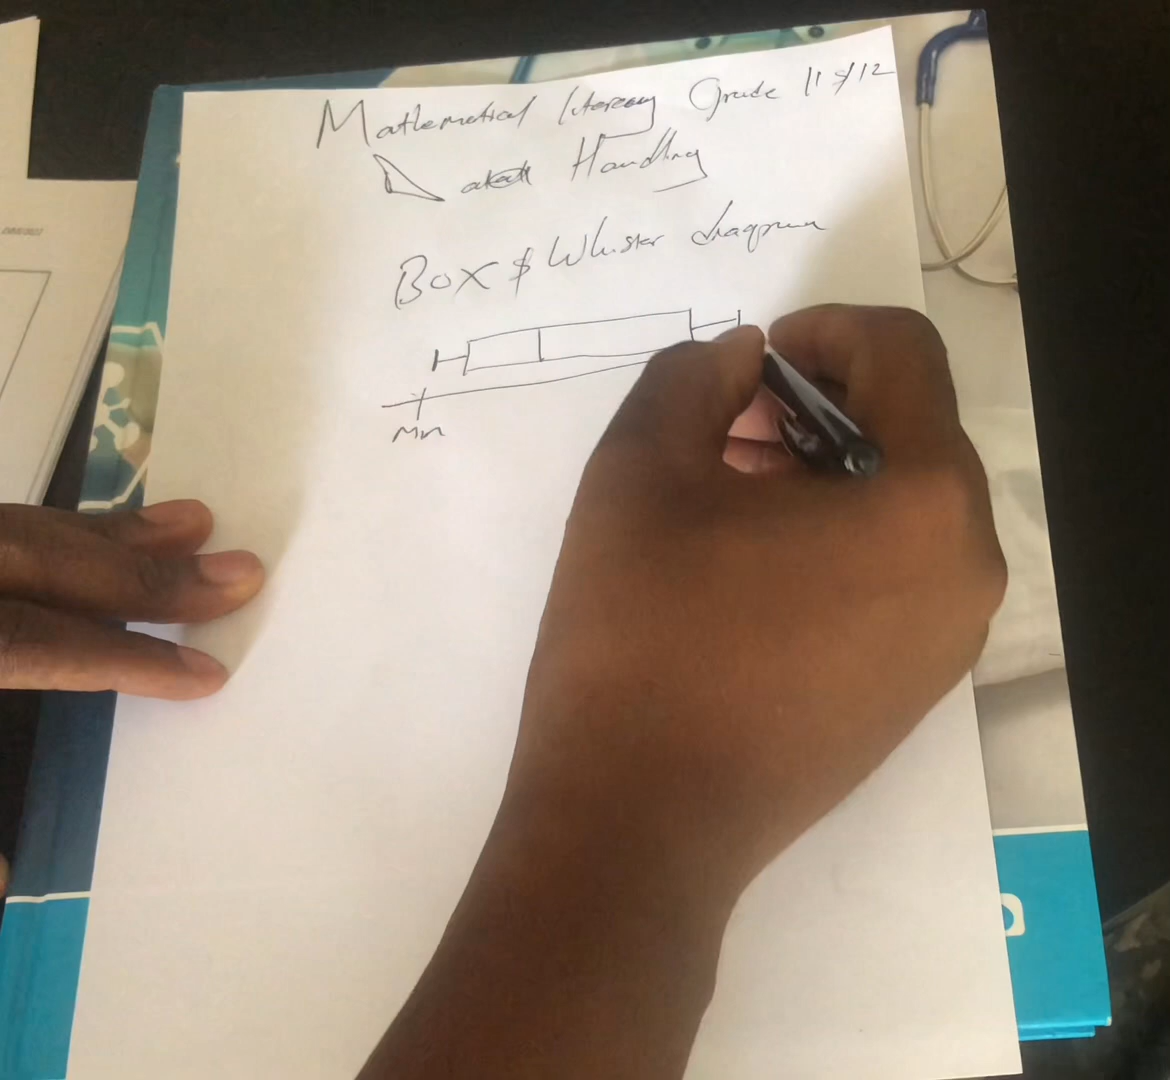 Mathematical literacy Grade 11 & 12
Data Handling
Box & Whisker diagram
Min